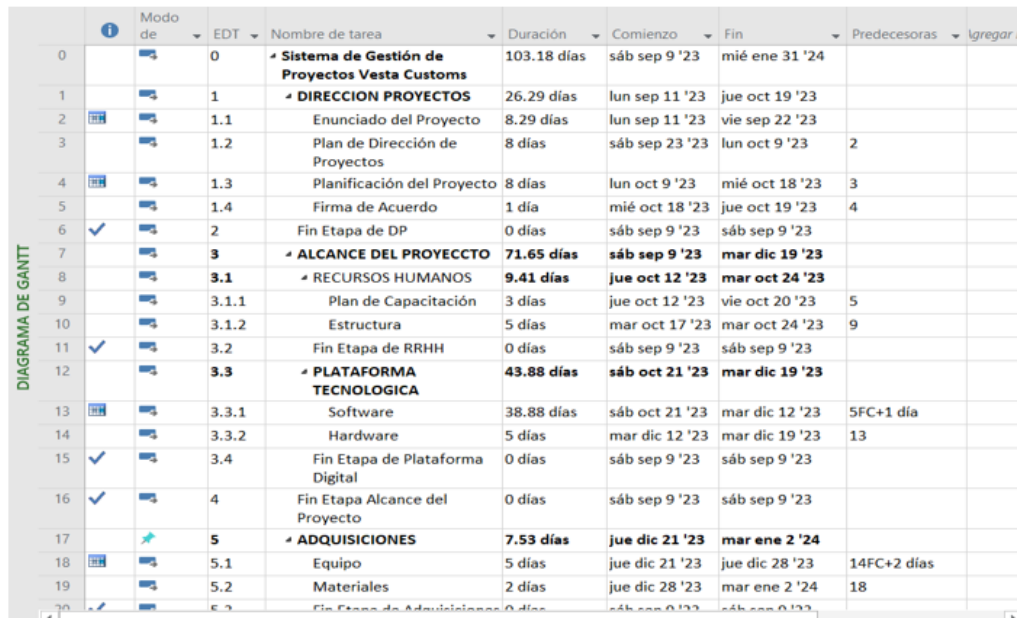 DIAGRAMA DE GANTT
Modo de EDT Nombre de tarea Duración Comienzo Fin Predecesoras
0 0 Sistema de Gestión de Proyectos Vesta Customs 103.18 días sáb sep 9 '23 mié ene 31 '24
1 1 DIRECCION PROYECTOS 26.29 días lun sep 11 '23 jue oct 19 '23
2 1.1 Enunciado del Proyecto 8.29 días lun sep 11 '23 vie sep 22 '23
3 1.2 Plan de Dirección de Proyectos 8 días sáb sep 23 '23 lun oct 9 '23 2
4 1.3 Planificación del Proyecto 8 días lun oct 9 '23 mié oct 18 '23 3
5 1.4 Firma de Acuerdo 1 día mié oct 18 '23 jue oct 19 '23 4
6 2 Fin Etapa de DP 0 días sáb sep 9 '23 sáb sep 9 '23
7 3 ALCANCE DEL PROYECCTO 71.65 días sáb sep 9 '23 mar dic 19 '23
8 3.1 RECURSOS HUMANOS 9.41 días jue oct 12 '23 mar oct 24 '23
9 3.1.1 Plan de Capacitación 3 días jue oct 12 '23 vie oct 20 '23 5
10 3.1.2 Estructura 5 días mar oct 17 '23 mar oct 24 '23 9
11 3.2 Fin Etapa de RRHH 0 días sáb sep 9 '23 sáb sep 9 '23
12 3.3 PLATAFORMA TECNOLOGICA 43.88 días sáb oct 21 '23 mar dic 19 '23
13 3.3.1 Software 38.88 días sáb oct 21 '23 mar dic 12 '23 5FC+1 día
14 3.3.2 Hardware 5 días mar dic 12 '23 mar dic 19 '23 13
15 3.4 Fin Etapa de Plataforma Digital 0 días sáb sep 9 '23 sáb sep 9 '23
16 4 Fin Etapa Alcance del Proyecto 0 días sáb sep 9 '23 sáb sep 9 '23
17 5 ADQUISICIONES 7.53 días jue dic 21 '23 mar ene 2 '24
18 5.1 Equipo 5 días jue dic 21 '23 jue dic 28 '23 14FC+2 días
19 5.2 Materiales 2 días jue dic 28 '23 mar ene 2 '24 18
20 5.3 Fin Etapa de Adquisiciones 0 días sáb sep 9 '23 sáb sep 9 '23